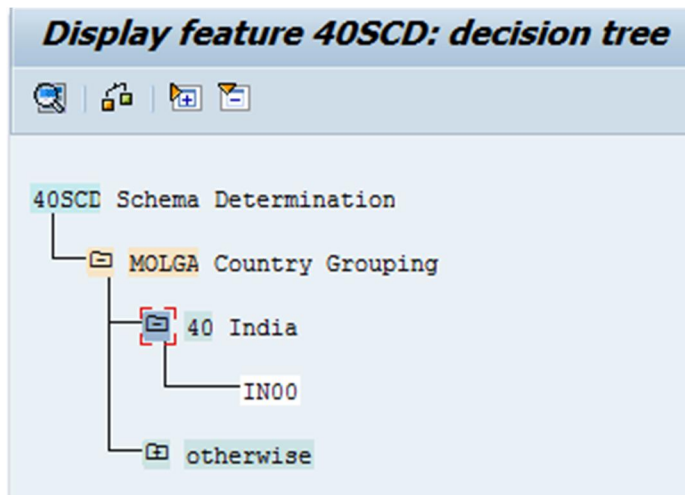 Display feature 40SCD: decision tree
40SCD Schema Determination
MOLGA Country Grouping
40 India
IN00
otherwise